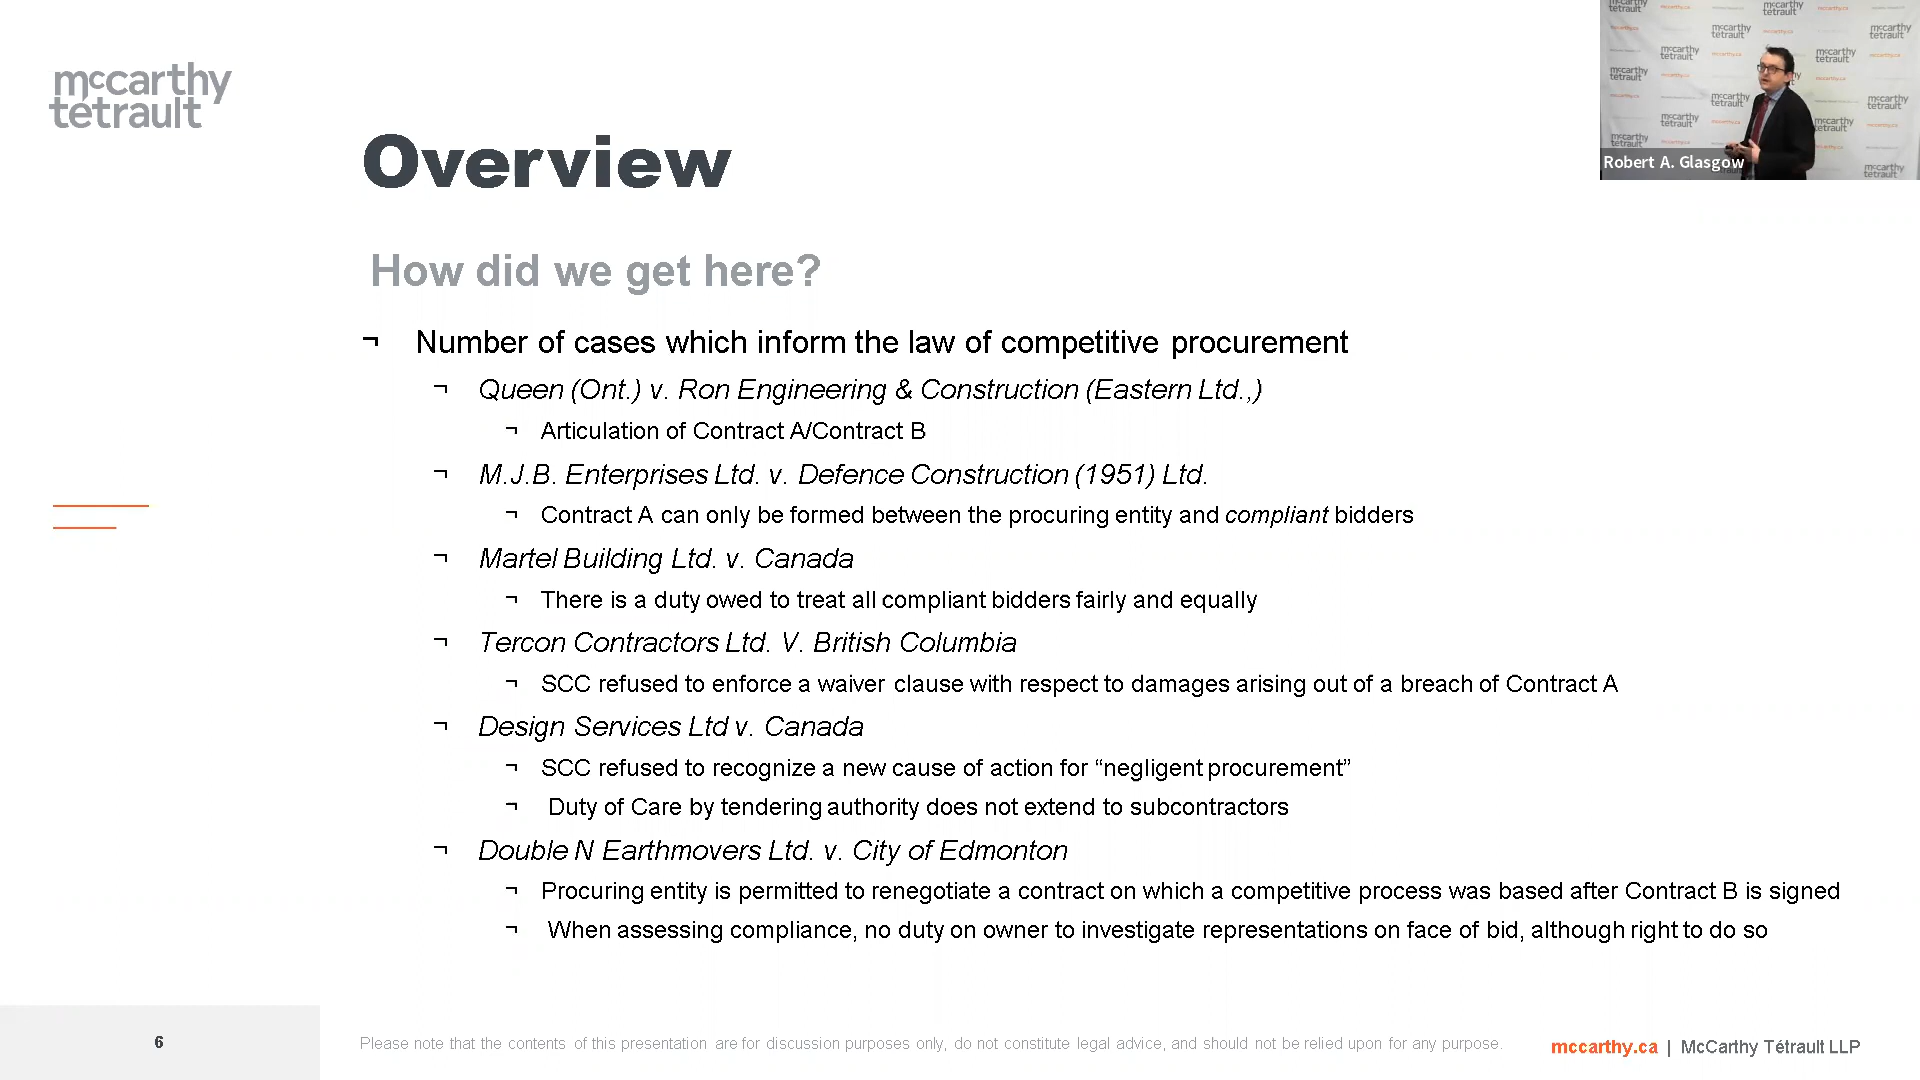 mccarthy
tetrault
Robert A. Glasgow
Overview
How did we get here?
¬ Number of cases which inform the law of competitive procurement
¬ Queen (Ont.) v. Ron Engineering & Construction (Eastern Ltd.,)
¬ Articulation of Contract A/Contract B
¬ M.J.B. Enterprises Ltd. v. Defence Construction (1951) Ltd.
¬ Contract A can only be formed between the procuring entity and compliant bidders
¬ Martel Building Ltd. v. Canada
¬ There is a duty owed to treat all compliant bidders fairly and equally
¬ Tercon Contractors Ltd. V. British Columbia
¬ SCC refused to enforce a waiver clause with respect to damages arising out of a breach of Contract A
¬ Design Services Ltd v. Canada
¬ SCC refused to recognize a new cause of action for “negligent procurement”
¬ Duty of Care by tendering authority does not extend to subcontractors
¬ Double N Earthmovers Ltd. v. City of Edmonton
¬ Procuring entity is permitted to renegotiate a contract on which a competitive process was based after Contract B is signed
¬ When assessing compliance, no duty on owner to investigate representations on face of bid, although right to do so
6
Please note that the contents of this presentation are for discussion purposes only, do not constitute legal advice, and should not be relied upon for any purpose.
mccarthy.ca | McCarthy Tétrault LLP